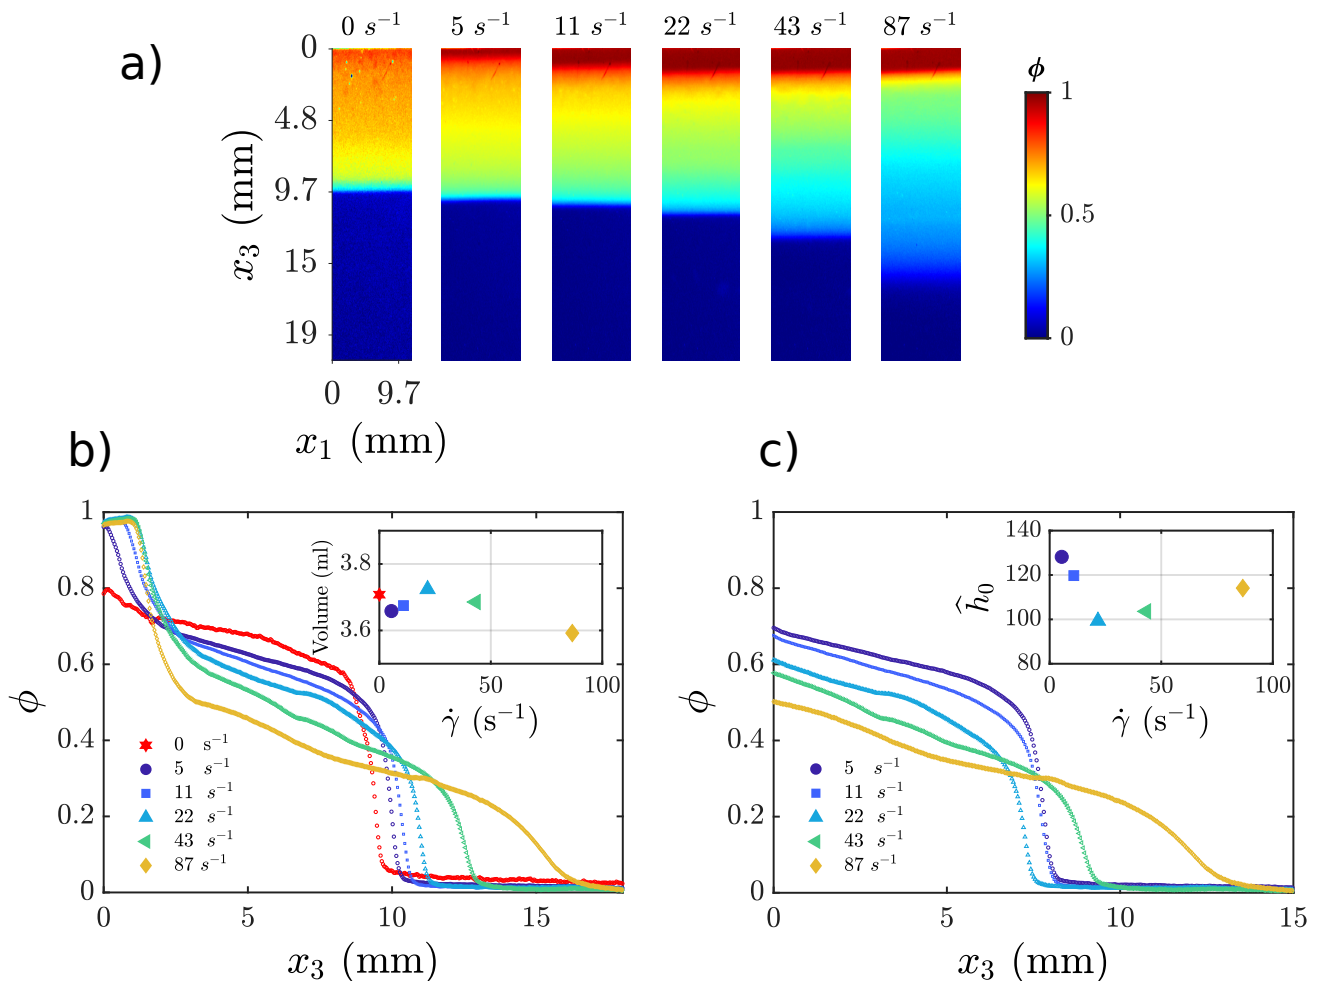 a)
0 s⁻¹ 5 s⁻¹ 11 s⁻¹ 22 s⁻¹ 43 s⁻¹ 87 s⁻¹
0
4.8
9.7
15
19
x₃ (mm)
0 9.7
x₁ (mm)
ϕ
1
0.5
0
b)
1
0.8
0.6
0.4
0.2
0
ϕ
0 5 10 15
x₃ (mm)
0 s⁻¹
5 s⁻¹
11 s⁻¹
22 s⁻¹
43 s⁻¹
87 s⁻¹
Volume (ml)
3.8
3.6
0 50 100
γ̇ (s⁻¹)
c)
1
0.8
0.6
0.4
0.2
0
ϕ
0 5 10 15
x₃ (mm)
5 s⁻¹
11 s⁻¹
22 s⁻¹
43 s⁻¹
87 s⁻¹
ĥ₀
140
120
100
80
0 50 100
γ̇ (s⁻¹)